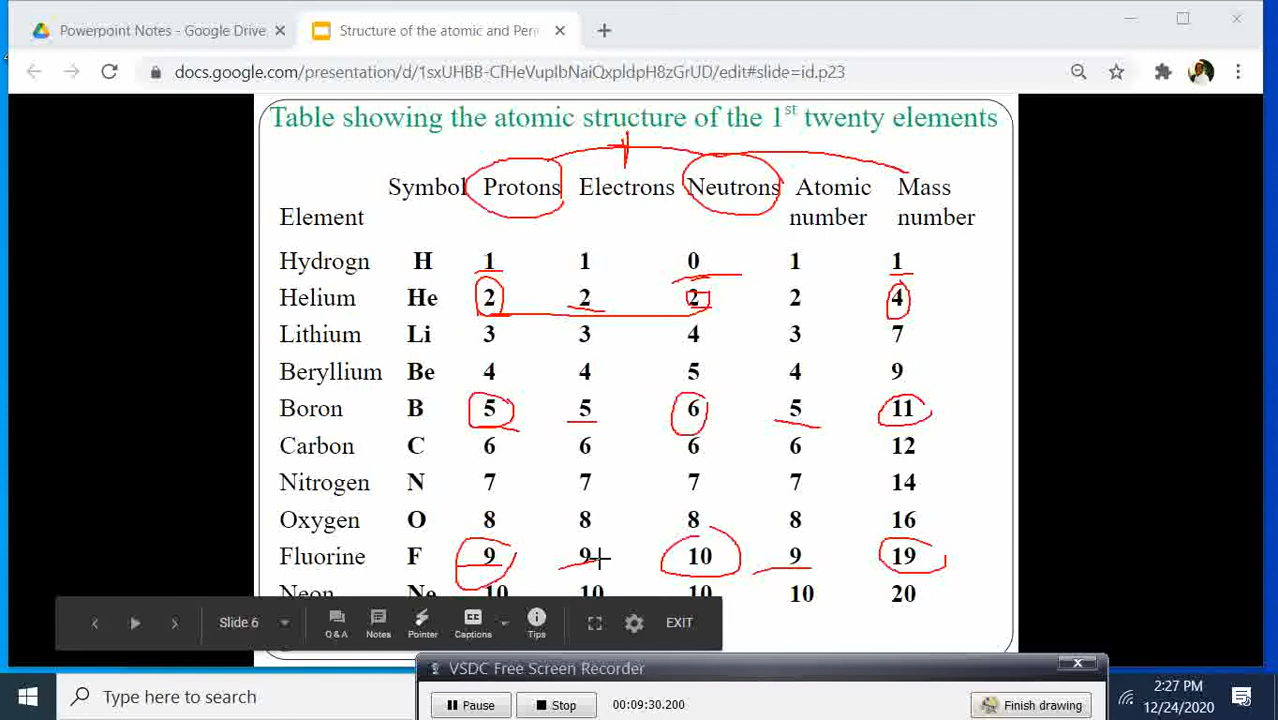 Powerpoint Notes - Google Drive
Structure of the atomic and Peri
docs.google.com/presentation/d/1sxUHBB-CfHeVupIbNaiQxpldpH8zGrUD/edit#slide=id.p23
Table showing the atomic structure of the 1st twenty elements
Symbol Protons Electrons Neutrons Atomic Mass
Element number number
Hydrogn H 1 1 0 1 1
Helium He 2 2 2 2 4
Lithium Li 3 3 4 3 7
Beryllium Be 4 4 5 4 9
Boron B 5 5 6 5 11
Carbon C 6 6 6 6 12
Nitrogen N 7 7 7 7 14
Oxygen O 8 8 8 8 16
Fluorine F 9 9 10 9 19
Neon Ne 10 10 10 10 20
Slide 6 Q & A Notes Pointer Captions Tips EXIT
VSDC Free Screen Recorder
Pause Stop 00:09:30.200 Finish drawing
Type here to search
2:27 PM
12/24/2020